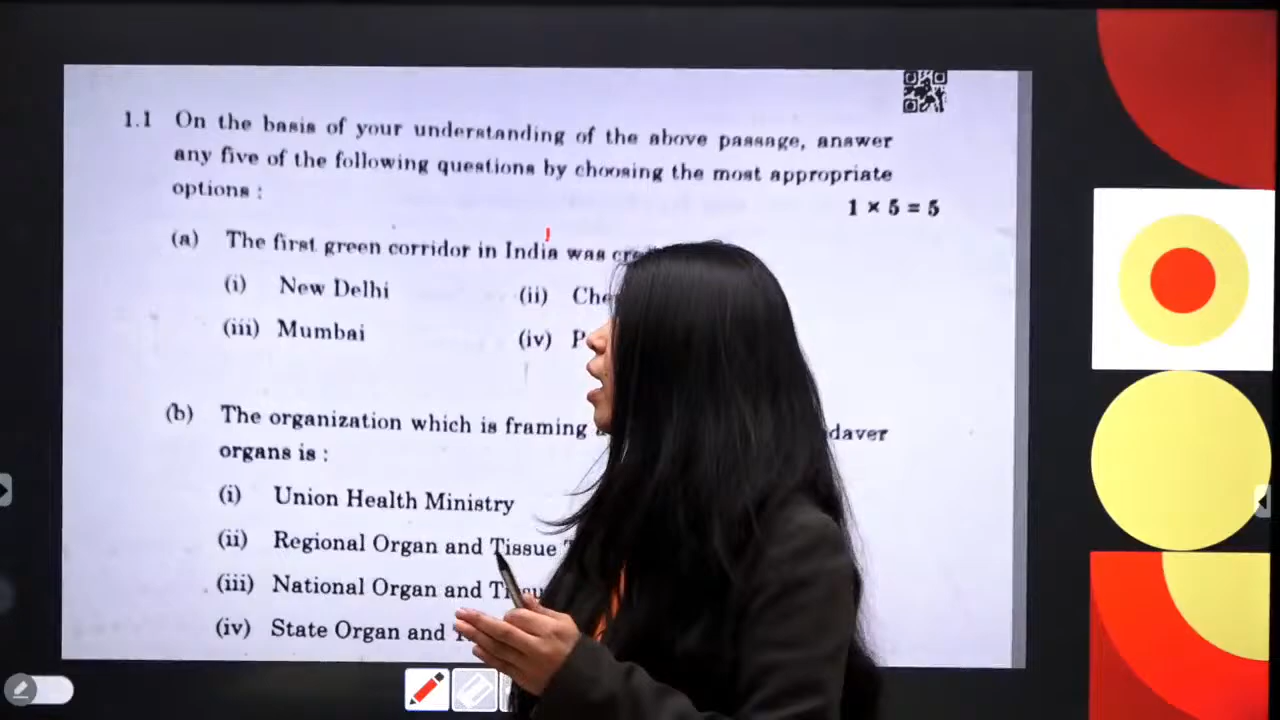 1.1 On the basis of your understanding of the above passage, answer
any five of the following questions by choosing the most appropriate
options :
1 × 5 = 5
(a) The first green corridor in India was
(i) New Delhi (ii)
(iii) Mumbai (iv)
(b) The organization which is framing
organs is :
(i) Union Health Ministry
(ii) Regional Organ and Tissue
(iii) National Organ and
(iv) State Organ and